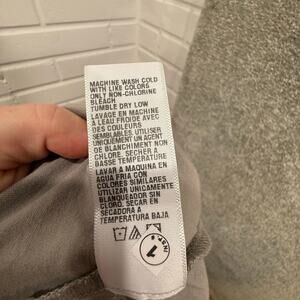 MACHINE WASH COLD
WITH LIKE COLORS
ONLY NON-CHLORINE
BLEACH
TUMBLE DRY LOW
LAVAGE EN MACHINE
À L'EAU FROIDE AVEC
DES COULEURS
SEMBLABLES. UTILISER
UNIQUEMENT UN AGENT
DE BLANCHIMENT NON
CHLORE. SECHER A
BASSE TEMPERATURE
LAVAR A MAQUINA EN
AGUA FRIA CON
COLORES SIMILARES
UTILIZAR UNICAMENTE
BLANQUEADOR SIN
CLORO. SECAR EN
SECADORA A
TEMPERATURA BAJA
INSP.
1